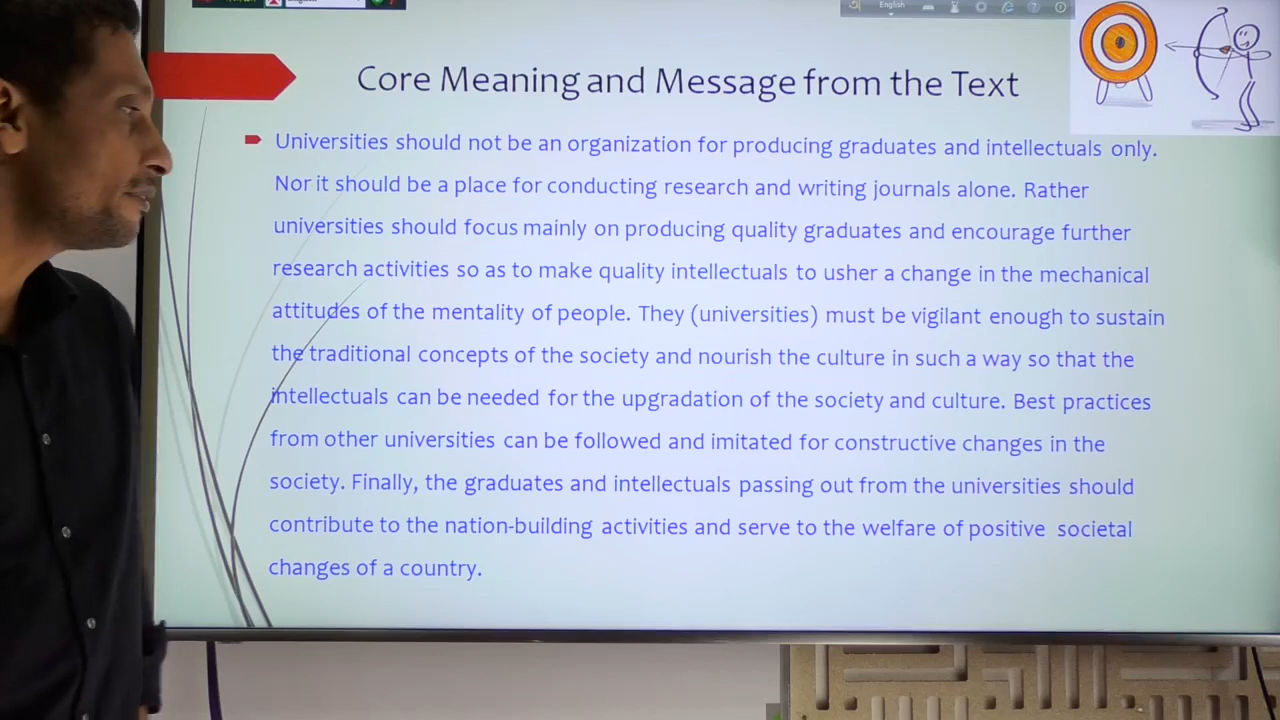 English
Core Meaning and Message from the Text
Universities should not be an organization for producing graduates and intellectuals only.
Nor it should be a place for conducting research and writing journals alone. Rather
universities should focus mainly on producing quality graduates and encourage further
research activities so as to make quality intellectuals to usher a change in the mechanical
attitudes of the mentality of people. They (universities) must be vigilant enough to sustain
the traditional concepts of the society and nourish the culture in such a way so that the
intellectuals can be needed for the upgradation of the society and culture. Best practices
from other universities can be followed and imitated for constructive changes in the
society. Finally, the graduates and intellectuals passing out from the universities should
contribute to the nation-building activities and serve to the welfare of positive societal
changes of a country.